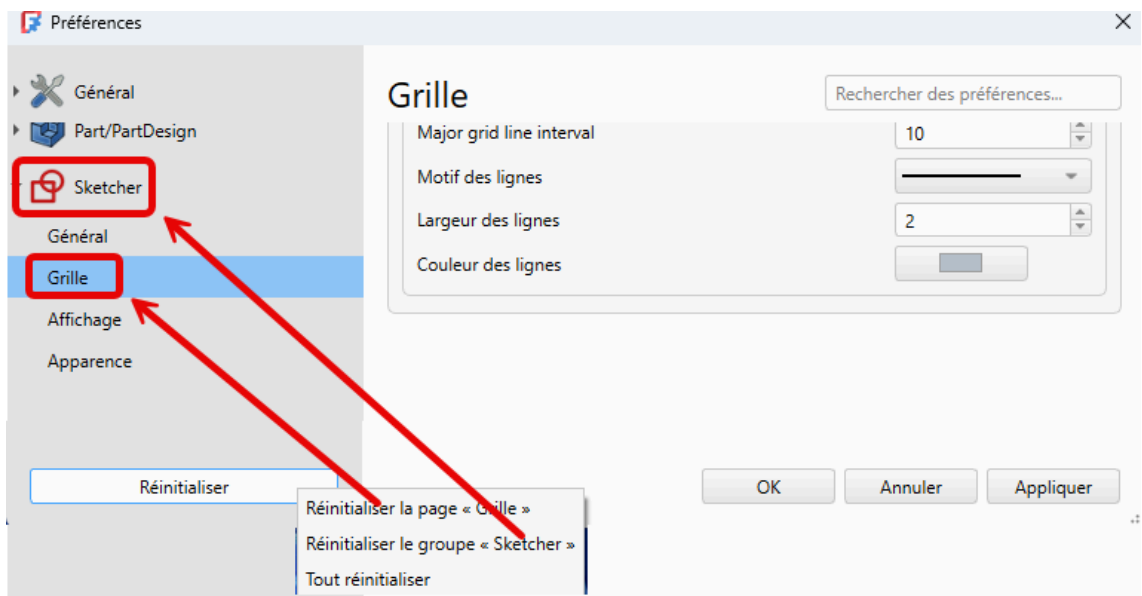 Préférences
Général
Part/PartDesign
Sketcher
Général
Grille
Affichage
Apparence
Réinitialiser
Grille
Rechercher des préférences...
Major grid line interval
10
Motif des lignes
Largeur des lignes
2
Couleur des lignes
OK
Annuler
Appliquer
Réinitialiser la page « Grille »
Réinitialiser le groupe « Sketcher »
Tout réinitialiser